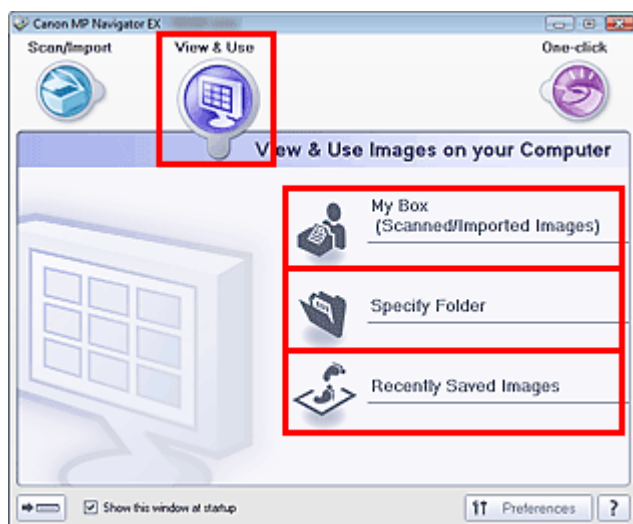 Canon MP Navigator EX
Scan/Import
View & Use
One-click
View & Use Images on your Computer
My Box
(Scanned/Imported Images)
Specify Folder
Recently Saved Images
Show this window at startup
Preferences
?